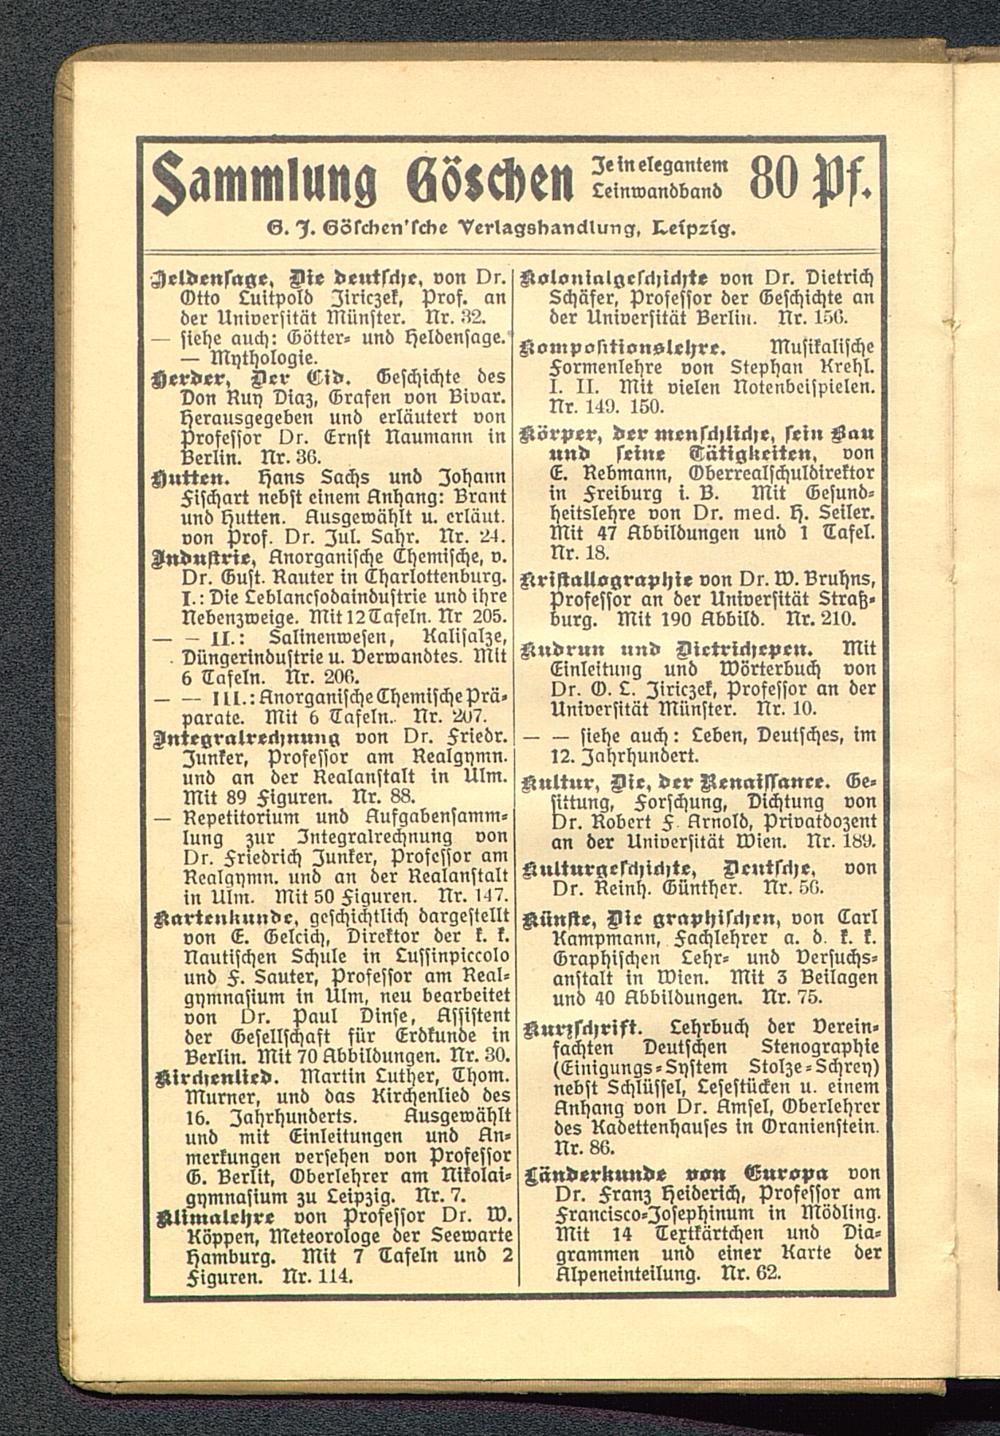 Sammlung Göschen Je in elegantem Leinwandband 80 Pf.
G. J. Göschen'sche Verlagshandlung, Leipzig.
Heldensage, Die deutsche, von Dr.
Otto Luitpold Jiriczek, Prof. an
der Universität Münster. Nr. 32.
— siehe auch: Götter- und Heldensage.
— Mythologie.
Herder, Der Cid. Geschichte des
Don Ruy Diaz, Grafen von Bivar.
Herausgegeben und erläutert von
Professor Dr. Ernst Naumann in
Berlin. Nr. 36.
Hutten. Hans Sachs und Johann
Fischart nebst einem Anhang: Brant
und Hutten. Ausgewählt u. erläut.
von Prof. Dr. Jul. Sahr. Nr. 24.
Industrie, Anorganische Chemische, v.
Dr. Gust. Rauter in Charlottenburg.
I.: Die Leblancsodaindustrie und ihre
Nebenzweige. Mit 12 Tafeln. Nr 205.
— — II.: Salinenwesen, Kalisalze,
Düngerindustrie u. Verwandtes. Mit
6 Tafeln. Nr. 206.
— — III.: Anorganische Chemische Prä-
parate. Mit 6 Tafeln. Nr. 207.
Integralrechnung von Dr. Friedr.
Junker, Professor am Realgymn.
und an der Realanstalt in Ulm.
Mit 89 Figuren. Nr. 88.
— Repetitorium und Aufgabensamm-
lung zur Integralrechnung von
Dr. Friedrich Junker, Professor am
Realgymn. und an der Realanstalt
in Ulm. Mit 50 Figuren. Nr. 147.
Kartenkunde, geschichtlich dargestellt
von E. Gelcich, Direktor der k. k.
Nautischen Schule in Lussinpiccolo
und F. Sauter, Professor am Real-
gymnasium in Ulm, neu bearbeitet
von Dr. Paul Dinse, Assistent
der Gesellschaft für Erdkunde in
Berlin. Mit 70 Abbildungen. Nr. 30.
Kirchenlied. Martin Luther, Thom.
Murner, und das Kirchenlied des
16. Jahrhunderts. Ausgewählt
und mit Einleitungen und An-
merkungen versehen von Professor
G. Berlit, Oberlehrer am Nikolai-
gymnasium zu Leipzig. Nr. 7.
Klimalehre von Professor Dr. W.
Köppen, Meteorologe der Seewarte
Hamburg. Mit 7 Tafeln und 2
Figuren. Nr. 114.
Kolonialgeschichte von Dr. Dietrich
Schäfer, Professor der Geschichte an
der Universität Berlin. Nr. 156.
Kompositionslehre. Musikalische
Formenlehre von Stephan Krehl.
I. II. Mit vielen Notenbeispielen.
Nr. 149. 150.
Körper, der menschliche, sein Bau
und seine Tätigkeiten, von
E. Rebmann, Oberrealschuldirektor
in Freiburg i. B. Mit Gesund-
heitslehre von Dr. med. H. Seiler.
Mit 47 Abbildungen und 1 Tafel.
Nr. 18.
Kristallographie von Dr. W. Bruhns,
Professor an der Universität Straß-
burg. Mit 190 Abbild. Nr. 210.
Kudrun und Dietrichepen. Mit
Einleitung und Wörterbuch von
Dr. O. L. Jiriczek, Professor an der
Universität Münster. Nr. 10.
— — siehe auch: Leben, Deutsches, im
12. Jahrhundert.
Kultur, Die, der Renaissance. Ge-
sittung, Forschung, Dichtung von
Dr. Robert F. Arnold, Privatdozent
an der Universität Wien. Nr. 189.
Kulturgeschichte, Deutsche, von
Dr. Reinh. Günther. Nr. 56.
Künste, Die graphischen, von Carl
Kampmann, Fachlehrer a. d. k. k.
Graphischen Lehr- und Versuchs-
anstalt in Wien. Mit 3 Beilagen
und 40 Abbildungen. Nr. 75.
Kurzschrift. Lehrbuch der Verein-
fachten Deutschen Stenographie
(Einigungs-System Stolze-Schrey)
nebst Schlüssel, Lesestücken u. einem
Anhang von Dr. Amsel, Oberlehrer
des Kadettenhauses in Oranienstein.
Nr. 86.
Länderkunde von Europa von
Dr. Franz Heiderich, Professor am
Francisco-Josephinum in Mödling.
Mit 14 Textkärtchen und Dia-
grammen und einer Karte der
Alpeneinteilung. Nr. 62.